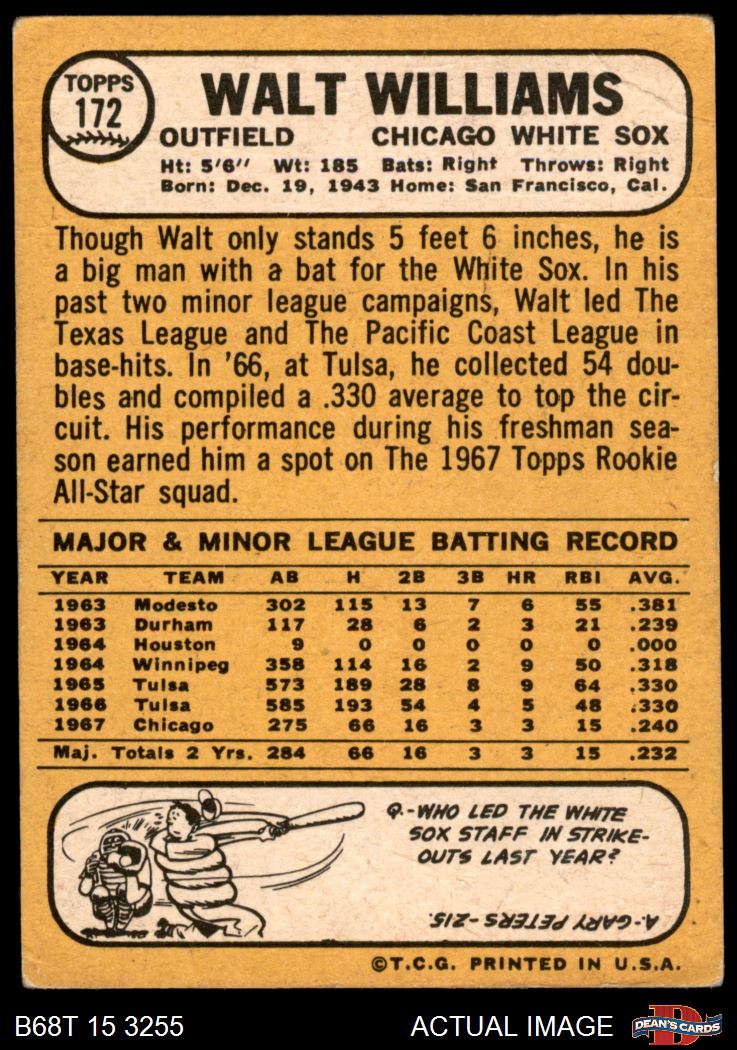 TOPPS
172
WALT WILLIAMS
OUTFIELD CHICAGO WHITE SOX
Ht: 5'6'' Wt: 185 Bats: Right Throws: Right
Born: Dec. 19, 1943 Home: San Francisco, Cal.
Though Walt only stands 5 feet 6 inches, he is
a big man with a bat for the White Sox. In his
past two minor league campaigns, Walt led The
Texas League and The Pacific Coast League in
base-hits. In '66, at Tulsa, he collected 54 dou-
bles and compiled a .330 average to top the cir-
cuit. His performance during his freshman sea-
son earned him a spot on The 1967 Topps Rookie
All-Star squad.
MAJOR & MINOR LEAGUE BATTING RECORD
YEAR TEAM AB H 2B 3B HR RBI AVG.
1963 Modesto 302 115 13 7 6 55 .381
1963 Durham 117 28 6 2 3 21 .239
1964 Houston 9 0 0 0 0 0 .000
1964 Winnipeg 358 114 16 2 9 50 .318
1965 Tulsa 573 189 28 8 9 64 .330
1966 Tulsa 585 193 54 4 5 48 .330
1967 Chicago 275 66 16 3 3 15 .240
Maj. Totals 2 Yrs. 284 66 16 3 3 15 .232
Q.-WHO LED THE WHITE
SOX STAFF IN STRIKE-
OUTS LAST YEAR?
A-GARY PETERS-215.
©T.C.G. PRINTED IN U.S.A.
B68T 15 3255 ACTUAL IMAGE DEAN'S CARDS